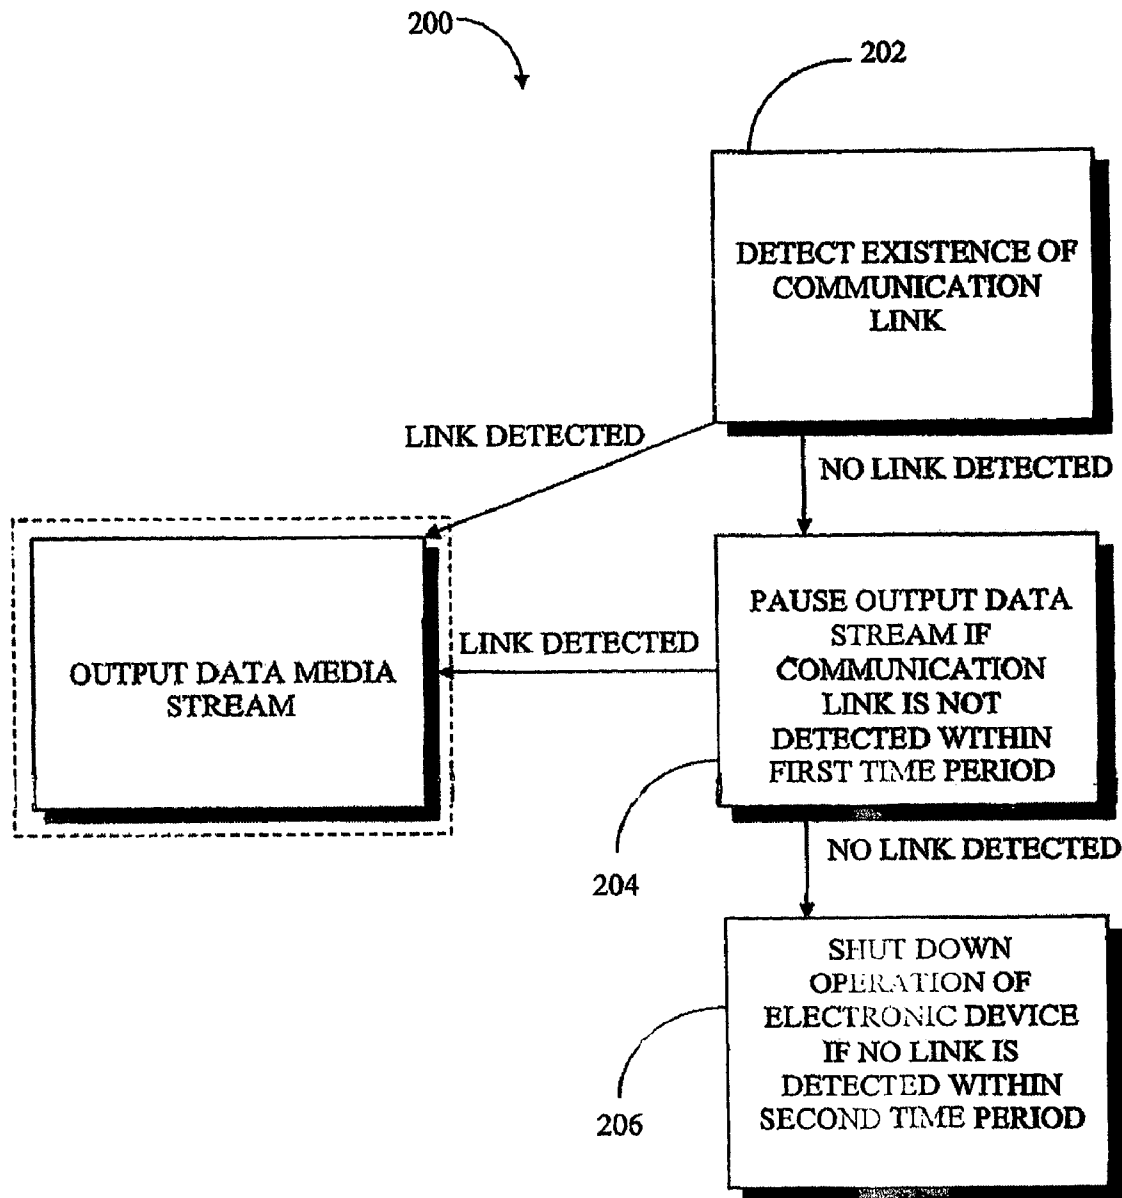 200
202
DETECT EXISTENCE OF
COMMUNICATION
LINK
LINK DETECTED
NO LINK DETECTED
OUTPUT DATA MEDIA
STREAM
LINK DETECTED
PAUSE OUTPUT DATA
STREAM IF
COMMUNICATION
LINK IS NOT
DETECTED WITHIN
FIRST TIME PERIOD
204
NO LINK DETECTED
SHUT DOWN
OPERATION OF
ELECTRONIC DEVICE
IF NO LINK IS
DETECTED WITHIN
SECOND TIME PERIOD
206